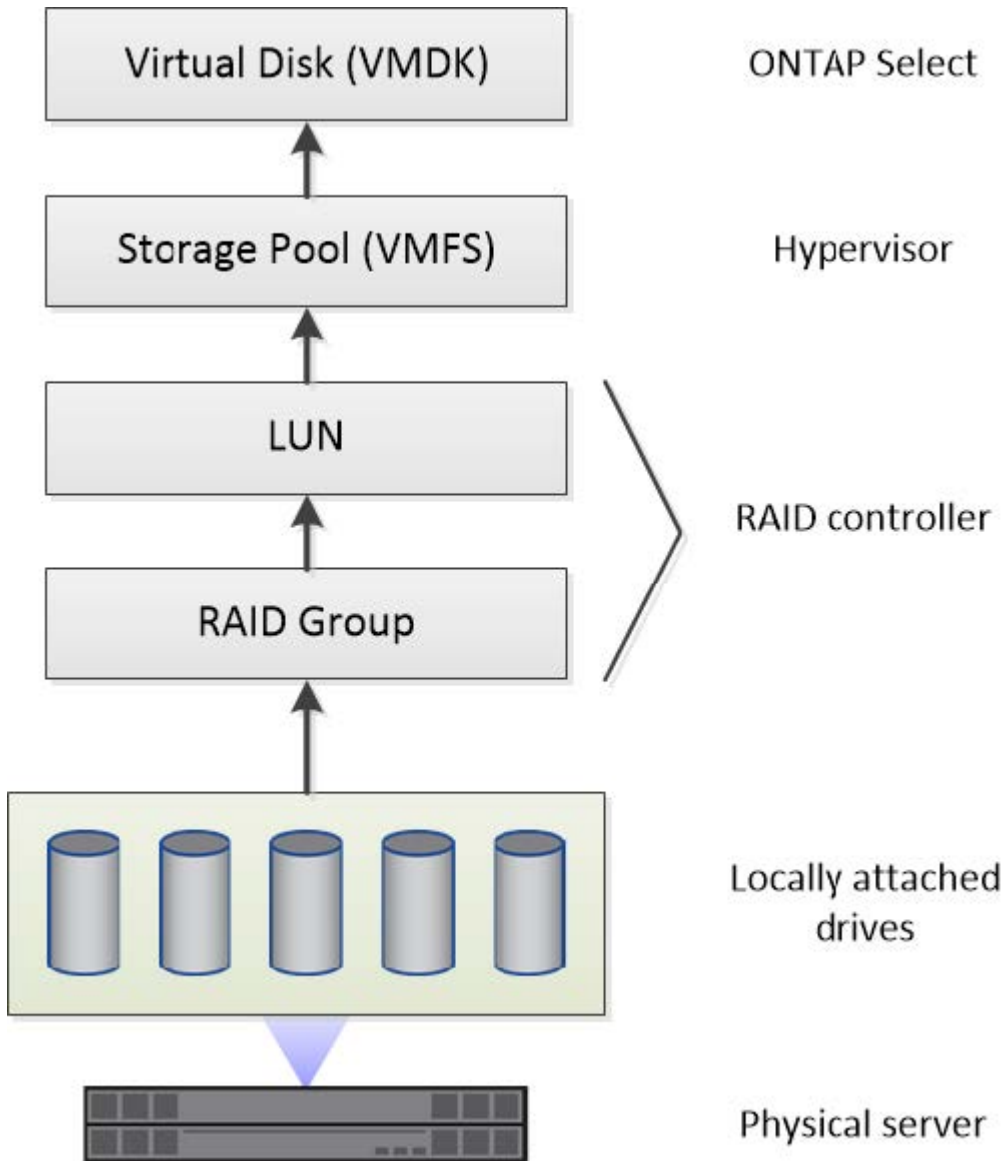 Virtual Disk (VMDK)
ONTAP Select
Storage Pool (VMFS)
Hypervisor
LUN
RAID controller
RAID Group
Locally attached
drives
Physical server